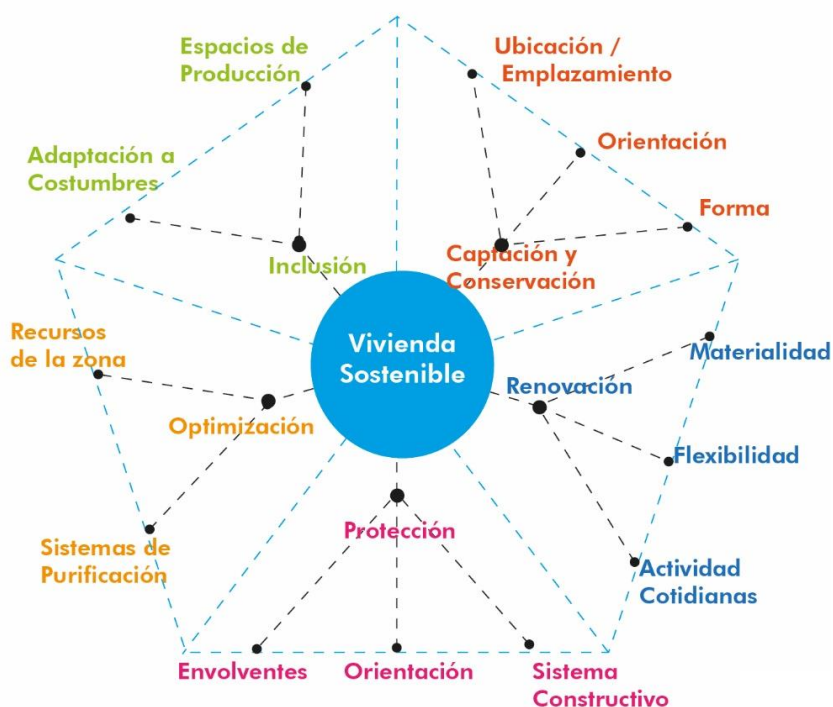 Espacios de
Producción
Ubicación /
Emplazamiento
Orientación
Adaptación a
Costumbres
Forma
Inclusión
Captación y
Conservación
Recursos
de la zona
Vivienda
Sostenible
Materialidad
Renovación
Optimización
Flexibilidad
Protección
Sistemas de
Purificación
Actividad
Cotidianas
Envolventes
Orientación
Sistema
Constructivo